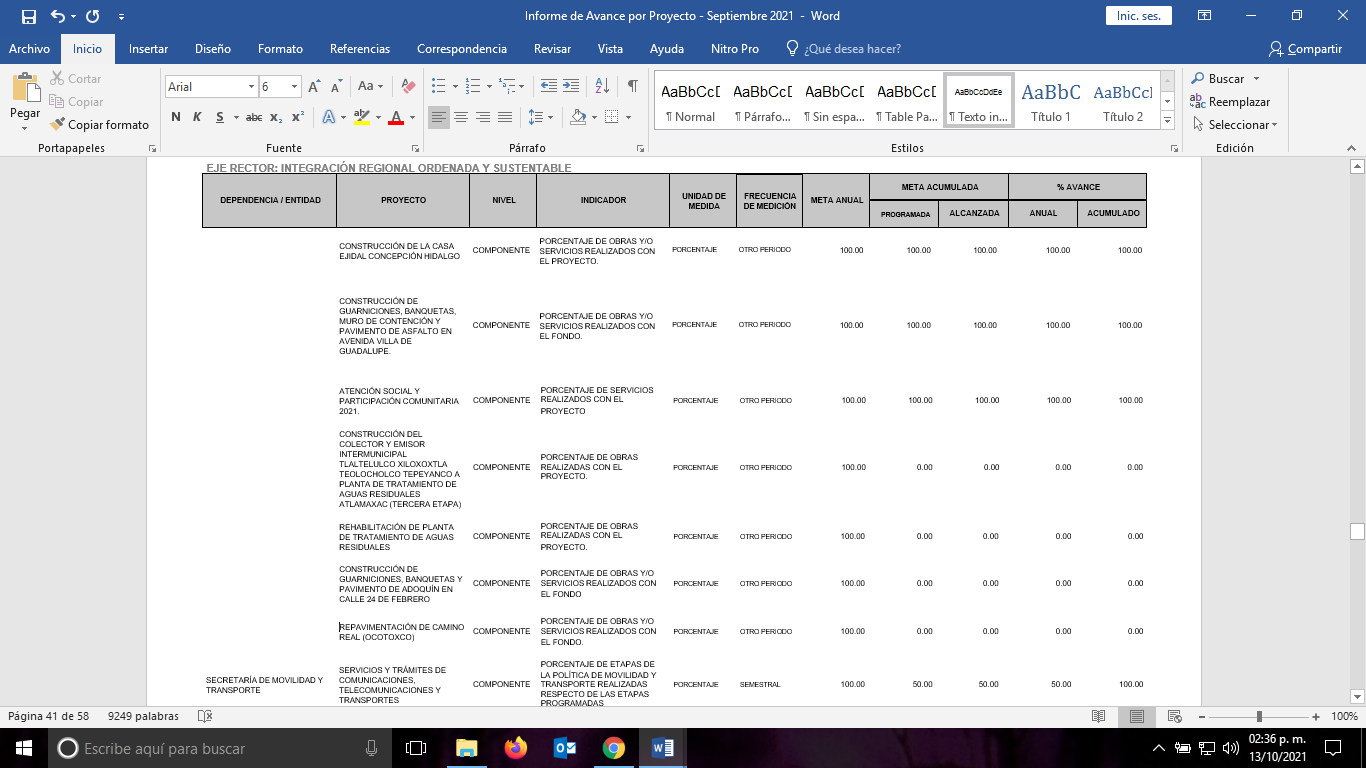 Informe de Avance por Proyecto - Septiembre 2021 - Word
Inic. ses.
Archivo Inicio Insertar Diseño Formato Referencias Correspondencia Revisar Vista Ayuda Nitro Pro ¿Qué desea hacer? Compartir
Pegar
Cortar
Copiar
Copiar formato
Portapapeles
Arial 6
N K S abc x₂ x²
Fuente
Párrafo
AaBbCcD AaBbCcD AaBbCcD AaBbCcD AaBbCcDdEe AaBbC AaBbCcI
¶ Normal ¶ Párrafo... ¶ Sin espa... ¶ Table Pa... ¶ Texto in... Título 1 Título 2
Estilos
Buscar
Reemplazar
Seleccionar
Edición
EJE RECTOR: INTEGRACIÓN REGIONAL ORDENADA Y SUSTENTABLE
DEPENDENCIA / ENTIDAD PROYECTO NIVEL INDICADOR UNIDAD DE MEDIDA FRECUENCIA DE MEDICIÓN META ANUAL META ACUMULADA % AVANCE
PROGRAMADA ALCANZADA ANUAL ACUMULADO
CONSTRUCCIÓN DE LA CASA
EJIDAL CONCEPCIÓN HIDALGO
COMPONENTE
PORCENTAJE DE OBRAS Y/O
SERVICIOS REALIZADOS CON
EL PROYECTO.
PORCENTAJE OTRO PERIODO 100.00 100.00 100.00 100.00 100.00
CONSTRUCCIÓN DE
GUARNICIONES, BANQUETAS,
MURO DE CONTENCIÓN Y
PAVIMENTO DE ASFALTO EN
AVENIDA VILLA DE
GUADALUPE.
COMPONENTE
PORCENTAJE DE OBRAS Y/O
SERVICIOS REALIZADOS CON
EL FONDO.
PORCENTAJE OTRO PERIODO 100.00 100.00 100.00 100.00 100.00
ATENCIÓN SOCIAL Y
PARTICIPACIÓN COMUNITARIA
2021.
COMPONENTE
PORCENTAJE DE SERVICIOS
REALIZADOS CON EL
PROYECTO
PORCENTAJE OTRO PERIODO 100.00 100.00 100.00 100.00 100.00
CONSTRUCCIÓN DEL
COLECTOR Y EMISOR
INTERMUNICIPAL
TLALTELULCO XILOXOXTLA
TEOLOCHOLCO TEPEYANCO A
PLANTA DE TRATAMIENTO DE
AGUAS RESIDUALES
ATLAMAXAC (TERCERA ETAPA)
COMPONENTE
PORCENTAJE DE OBRAS
REALIZADAS CON EL
PROYECTO.
PORCENTAJE OTRO PERIODO 100.00 0.00 0.00 0.00 0.00
REHABILITACIÓN DE PLANTA
DE TRATAMIENTO DE AGUAS
RESIDUALES
COMPONENTE
PORCENTAJE DE OBRAS
REALIZADAS CON EL
PROYECTO.
PORCENTAJE OTRO PERIODO 100.00 0.00 0.00 0.00 0.00
CONSTRUCCIÓN DE
GUARNICIONES, BANQUETAS Y
PAVIMENTO DE ADOQUÍN EN
CALLE 24 DE FEBRERO
COMPONENTE
PORCENTAJE DE OBRAS Y/O
SERVICIOS REALIZADOS CON
EL FONDO
PORCENTAJE OTRO PERIODO 100.00 0.00 0.00 0.00 0.00
REPAVIMENTACIÓN DE CAMINO
REAL (OCOTOXCO)
COMPONENTE
PORCENTAJE DE OBRAS Y/O
SERVICIOS REALIZADOS CON
EL FONDO.
PORCENTAJE OTRO PERIODO 100.00 0.00 0.00 0.00 0.00
SECRETARÍA DE MOVILIDAD Y
TRANSPORTE
SERVICIOS Y TRÁMITES DE
COMUNICACIONES,
TELECOMUNICACIONES Y
TRANSPORTES
COMPONENTE
PORCENTAJE DE ETAPAS DE
LA POLÍTICA DE MOVILIDAD Y
TRANSPORTE REALIZADAS
RESPECTO DE LAS ETAPAS
PROGRAMADAS
PORCENTAJE SEMESTRAL 100.00 50.00 50.00 50.00 100.00
Página 41 de 58 9249 palabras 100%
Escribe aquí para buscar
02:36 p. m.
13/10/2021